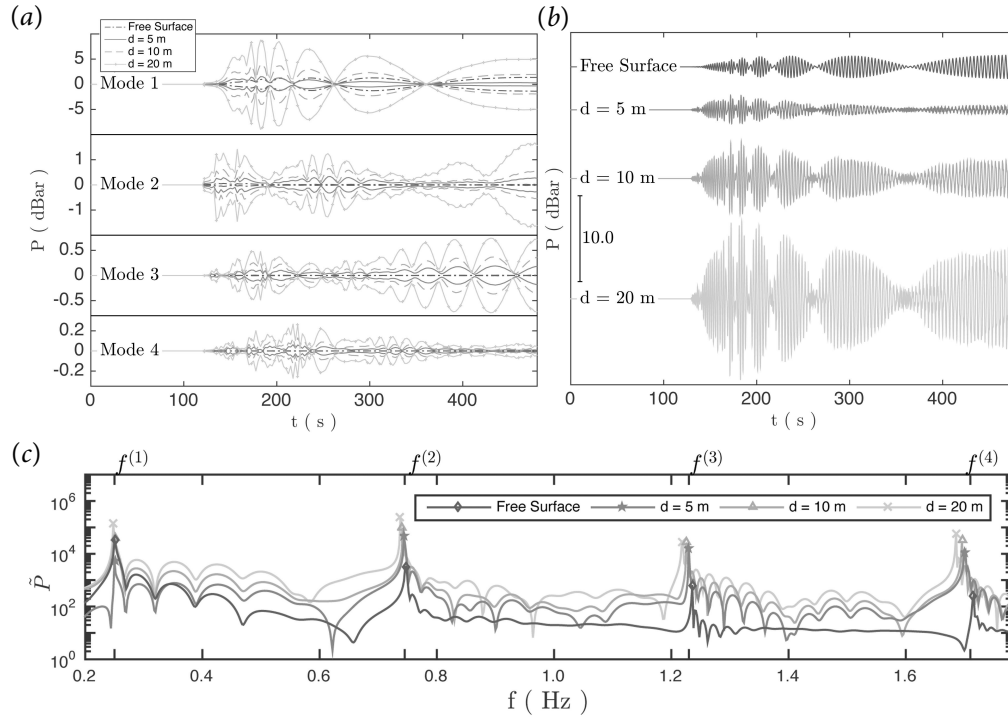 (a)
Free Surface
d = 5 m
d = 10 m
d = 20 m
5
0
-5
Mode 1
1
0
-1
Mode 2
0.5
0
-0.5
Mode 3
0.2
0
-0.2
Mode 4
P ( dBar )
0 100 200 300 400
t ( s )
(b)
Free Surface
d = 5 m
d = 10 m
10.0
d = 20 m
P ( dBar )
0 100 200 300 400
t ( s )
(c)
f(1) f(2) f(3) f(4)
Free Surface d = 5 m d = 10 m d = 20 m
10^6
10^4
10^2
10^0
P̃
0.2 0.4 0.6 0.8 1.0 1.2 1.4 1.6
f ( Hz )